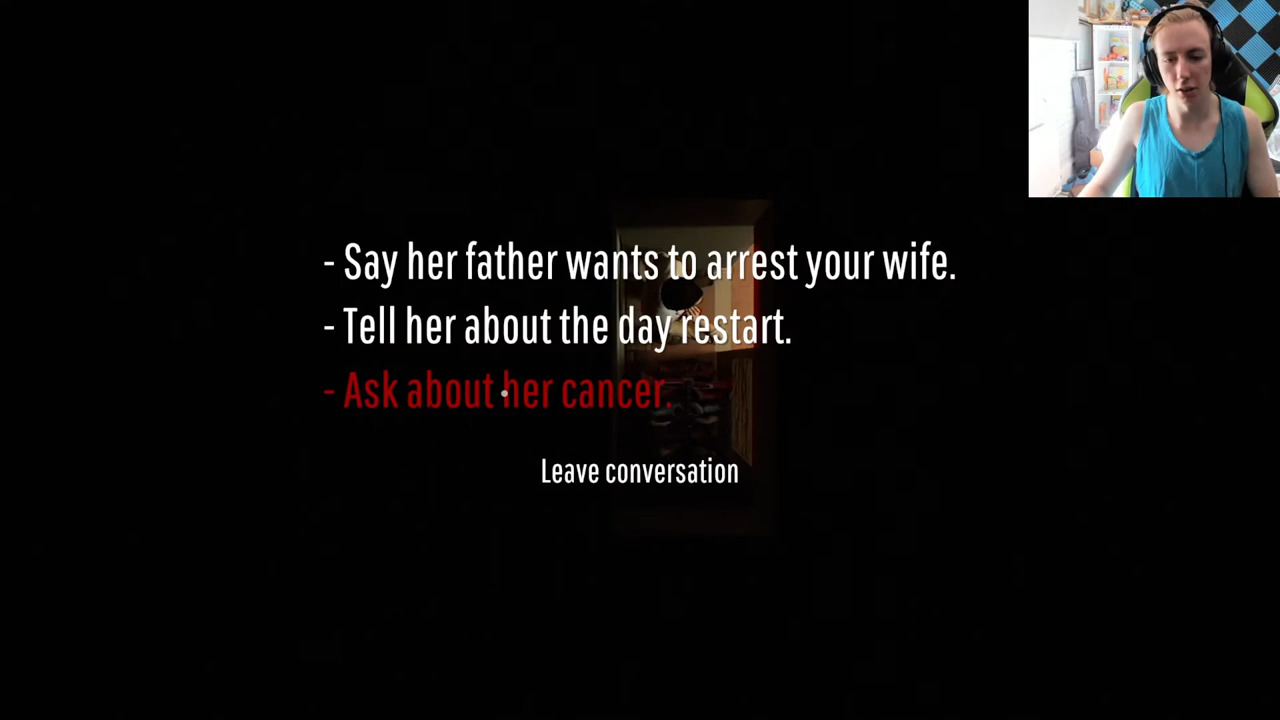 - Say her father wants to arrest your wife.
- Tell her about the day restart.
- Ask about her cancer.
Leave conversation